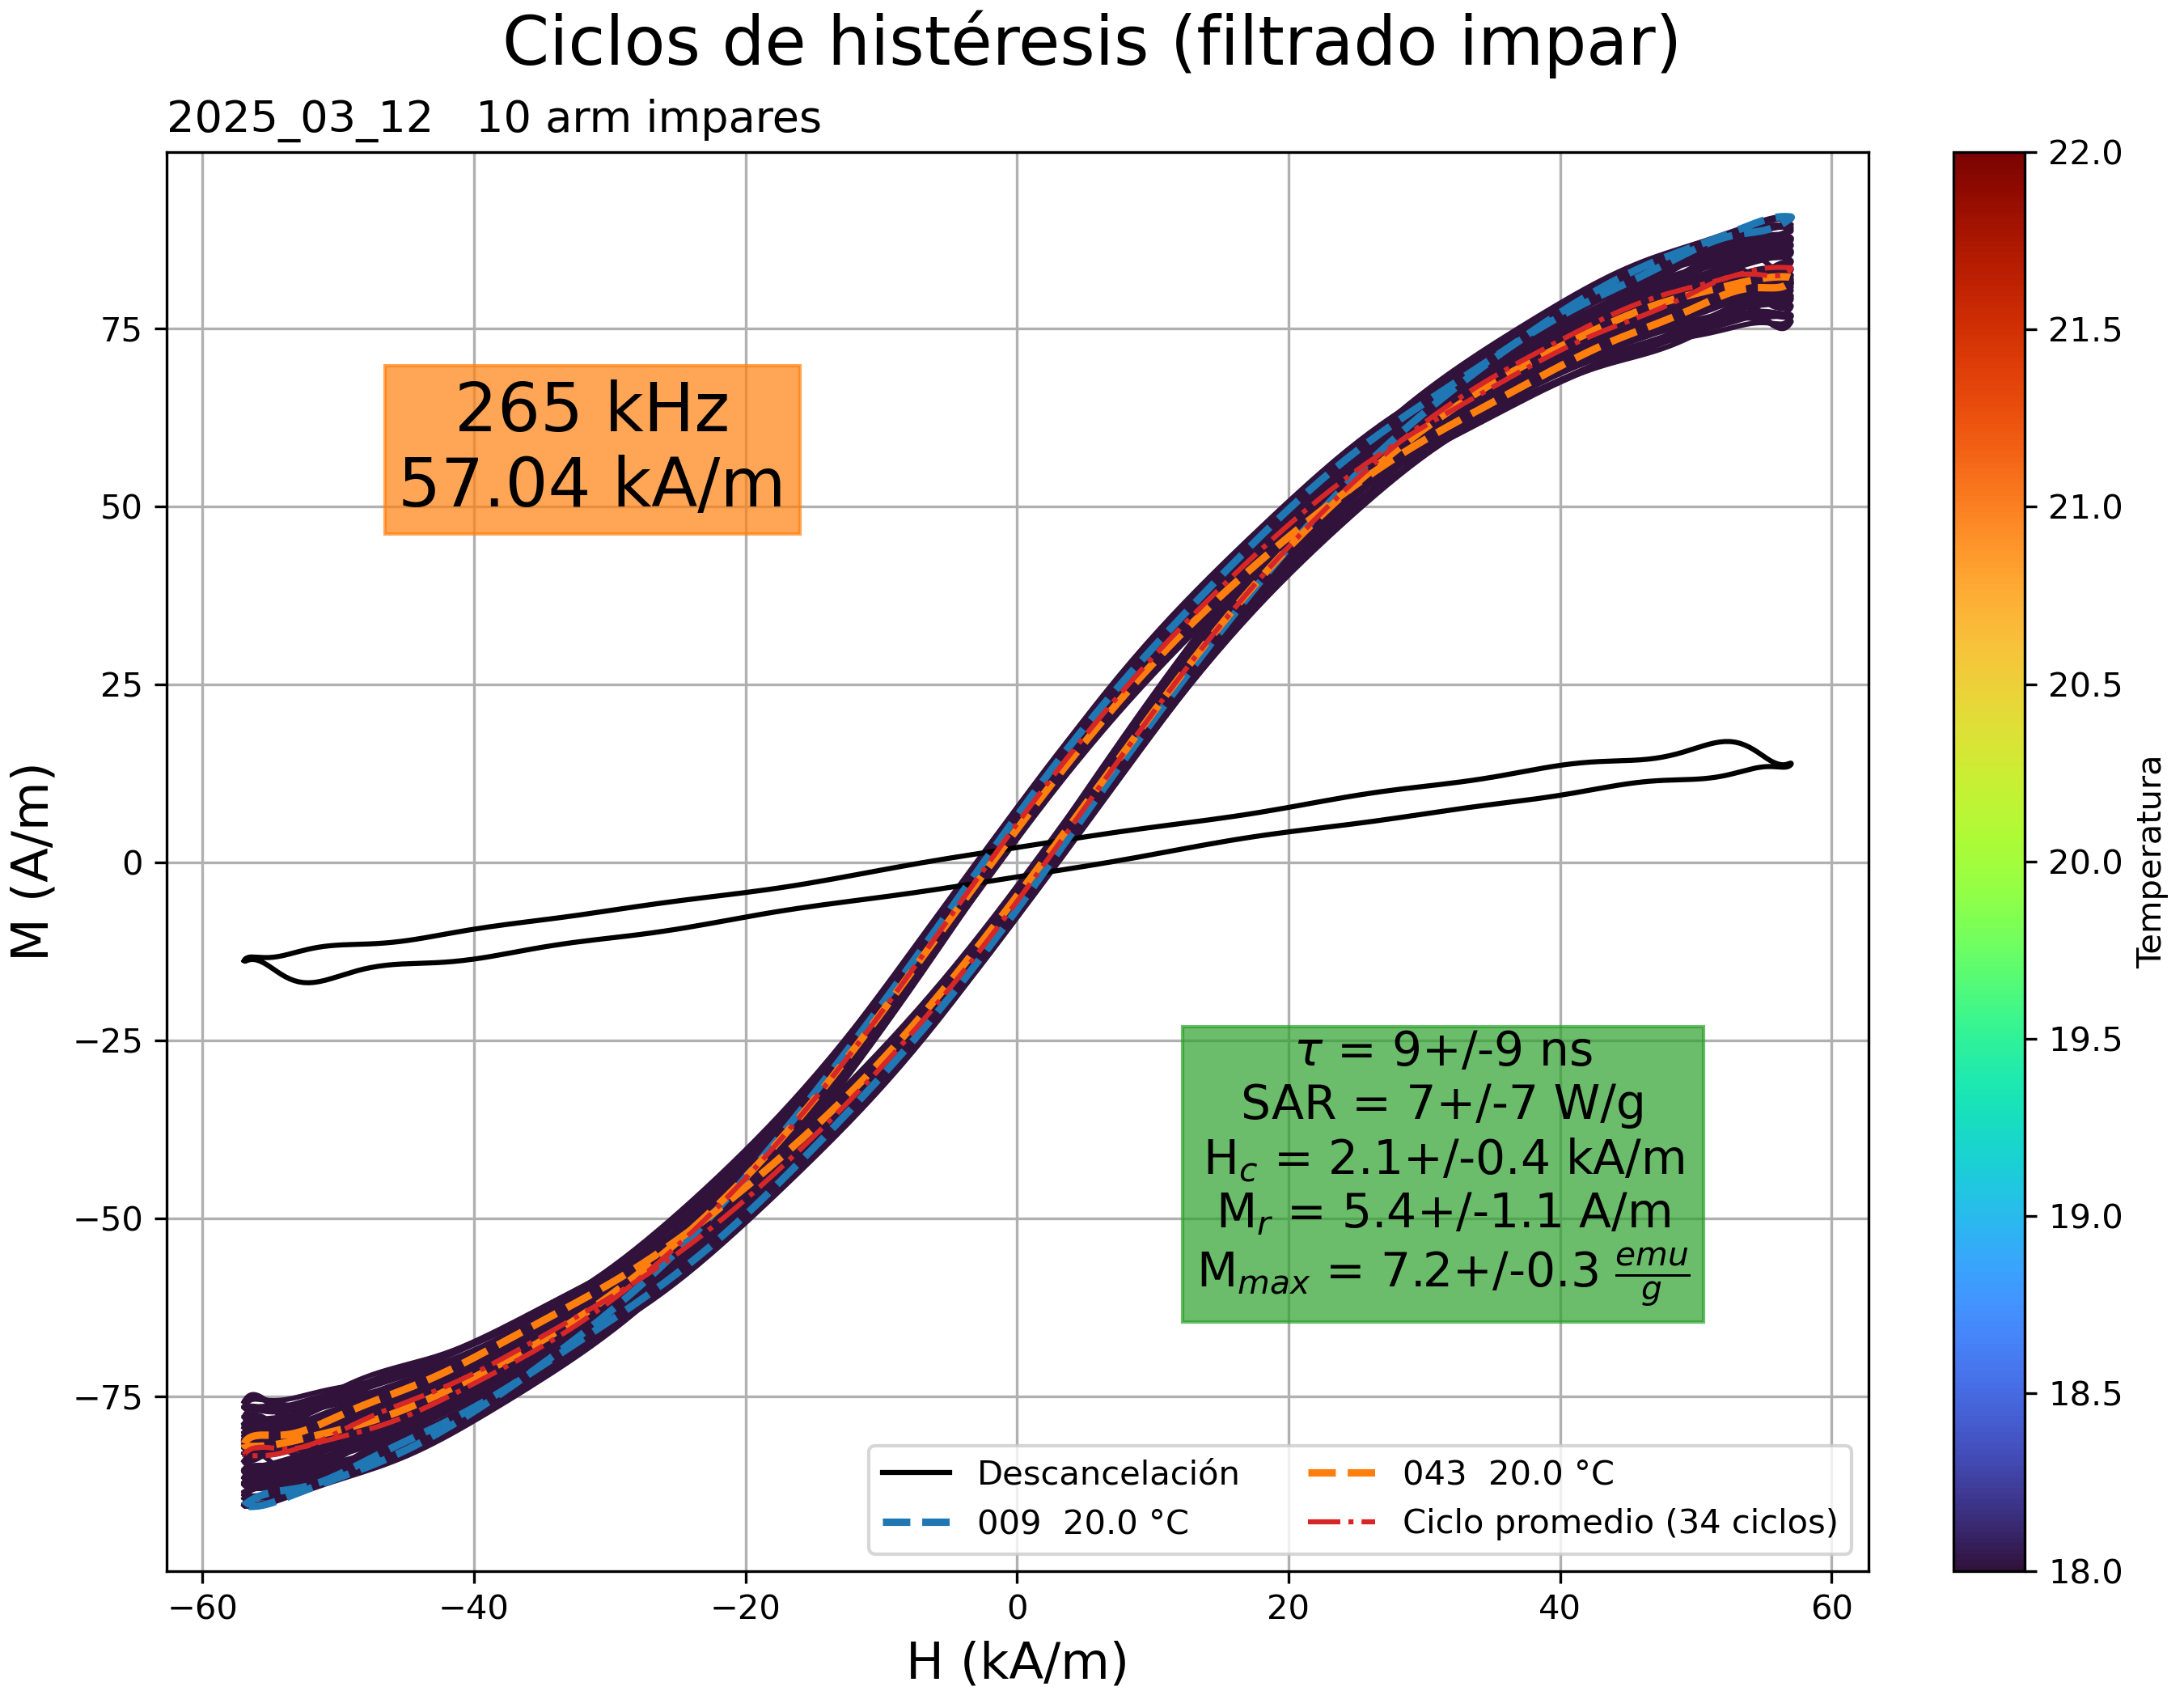 Ciclos de histéresis (filtrado impar)
2025_03_12   10 arm impares
265 kHz
57.04 kA/m
τ = 9+/-9 ns
SAR = 7+/-7 W/g
H_c = 2.1+/-0.4 kA/m
M_r = 5.4+/-1.1 A/m
M_max = 7.2+/-0.3 emu/g
Descancelación
009  20.0 °C
043  20.0 °C
Ciclo promedio (34 ciclos)
M (A/m)
75
50
25
0
−25
−50
−75
−60
−40
−20
0
20
40
60
H (kA/m)
22.0
21.5
21.0
20.5
20.0
19.5
19.0
18.5
18.0
Temperatura